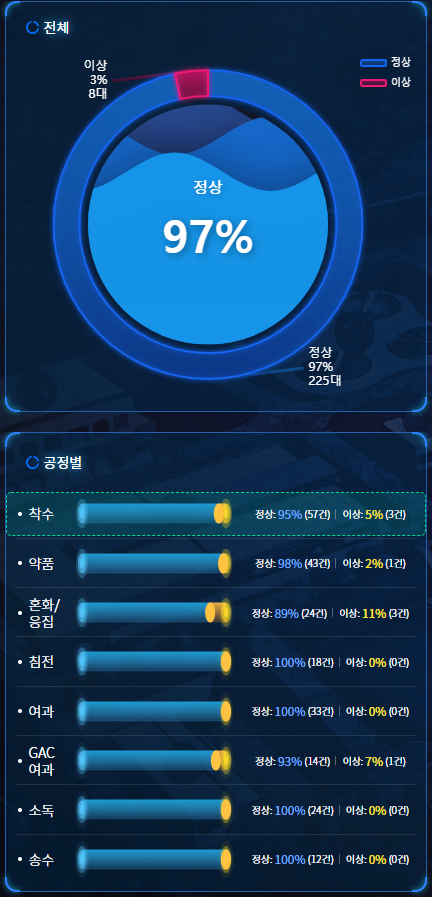 전체
정상
이상
이상
3%
8대
정상
97%
정상
97%
225대
공정별
착수
정상: 95% (57건) | 이상: 5% (3건)
약품
정상: 98% (43건) | 이상: 2% (1건)
혼화/
응집
정상: 89% (24건) | 이상: 11% (3건)
침전
정상: 100% (18건) | 이상: 0% (0건)
여과
정상: 100% (33건) | 이상: 0% (0건)
GAC
여과
정상: 93% (14건) | 이상: 7% (1건)
소독
정상: 100% (24건) | 이상: 0% (0건)
송수
정상: 100% (12건) | 이상: 0% (0건)